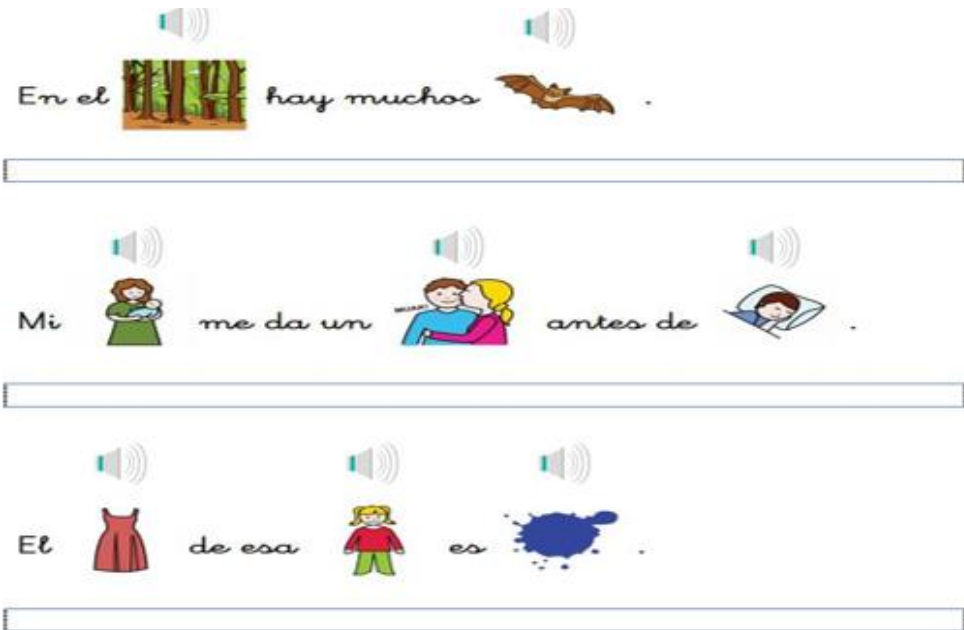 En el hay muchos .
Mi me da un antes de .
El de esa es .